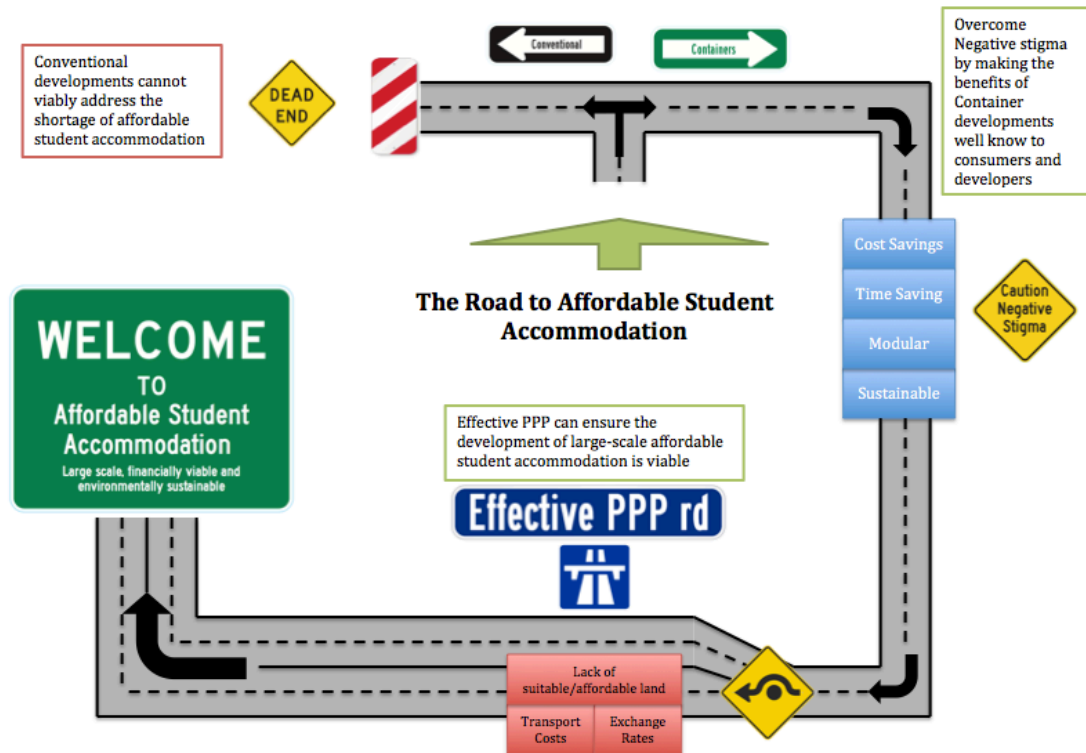 Conventional
developments cannot
viably address the
shortage of affordable
student accommodation
DEAD
END
Conventional
Containers
Overcome
Negative stigma
by making the
benefits of
Container
developments
well know to
consumers and
developers
Cost Savings
Time Saving
Modular
Sustainable
Caution
Negative
Stigma
The Road to Affordable Student
Accommodation
WELCOME
TO
Affordable Student
Accommodation
Large scale, financially viable and
environmentally sustainable
Effective PPP can ensure the
development of large-scale affordable
student accommodation is viable
Effective PPP rd
Lack of
suitable/affordable land
Transport
Costs
Exchange
Rates